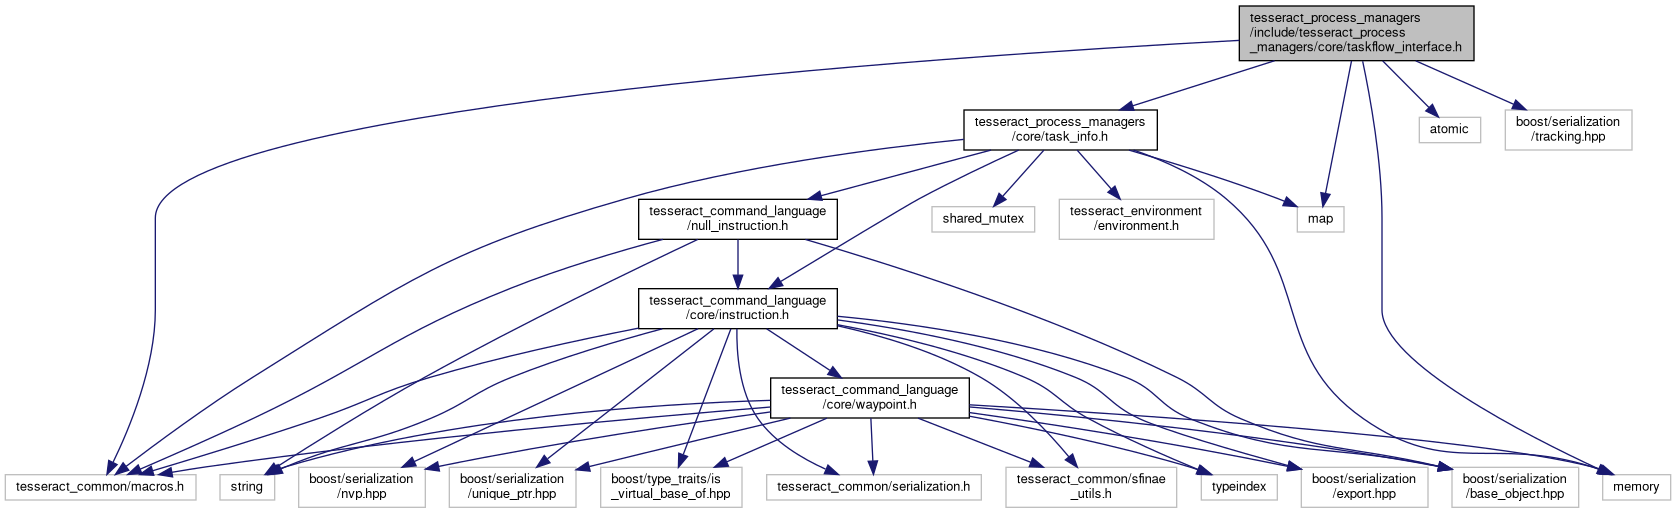 tesseract_process_managers
/include/tesseract_process
_managers/core/taskflow_interface.h
tesseract_process_managers
/core/task_info.h
atomic
boost/serialization
/tracking.hpp
tesseract_command_language
/null_instruction.h
shared_mutex
tesseract_environment
/environment.h
map
tesseract_command_language
/core/instruction.h
tesseract_command_language
/core/waypoint.h
tesseract_common/macros.h
string
boost/serialization
/nvp.hpp
boost/serialization
/unique_ptr.hpp
boost/type_traits/is
_virtual_base_of.hpp
tesseract_common/serialization.h
tesseract_common/sfinae
_utils.h
typeindex
boost/serialization
/export.hpp
boost/serialization
/base_object.hpp
memory